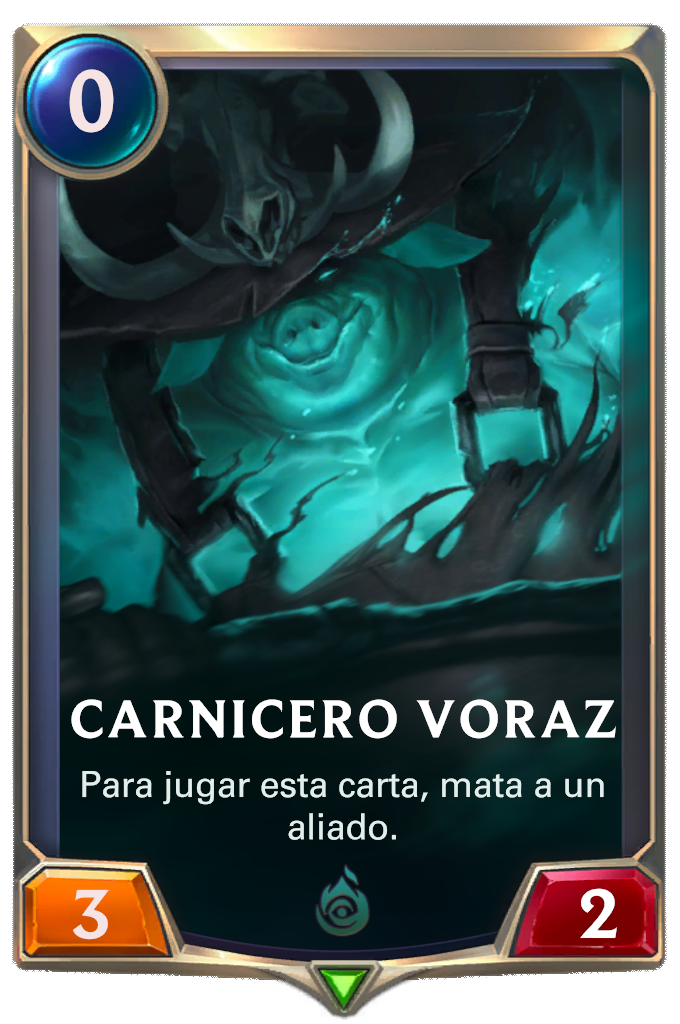 0
CARNICERO VORAZ
Para jugar esta carta, mata a un
aliado.
3
2